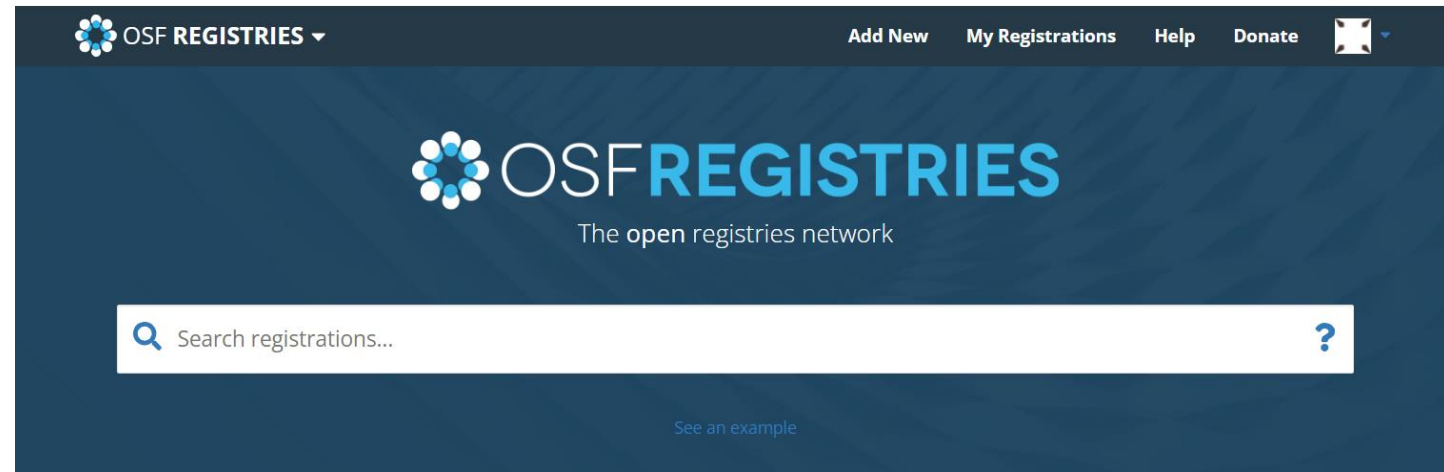 OSF REGISTRIES Add New My Registrations Help Donate
OSFREGISTRIES
The open registries network
Search registrations... ?
See an example